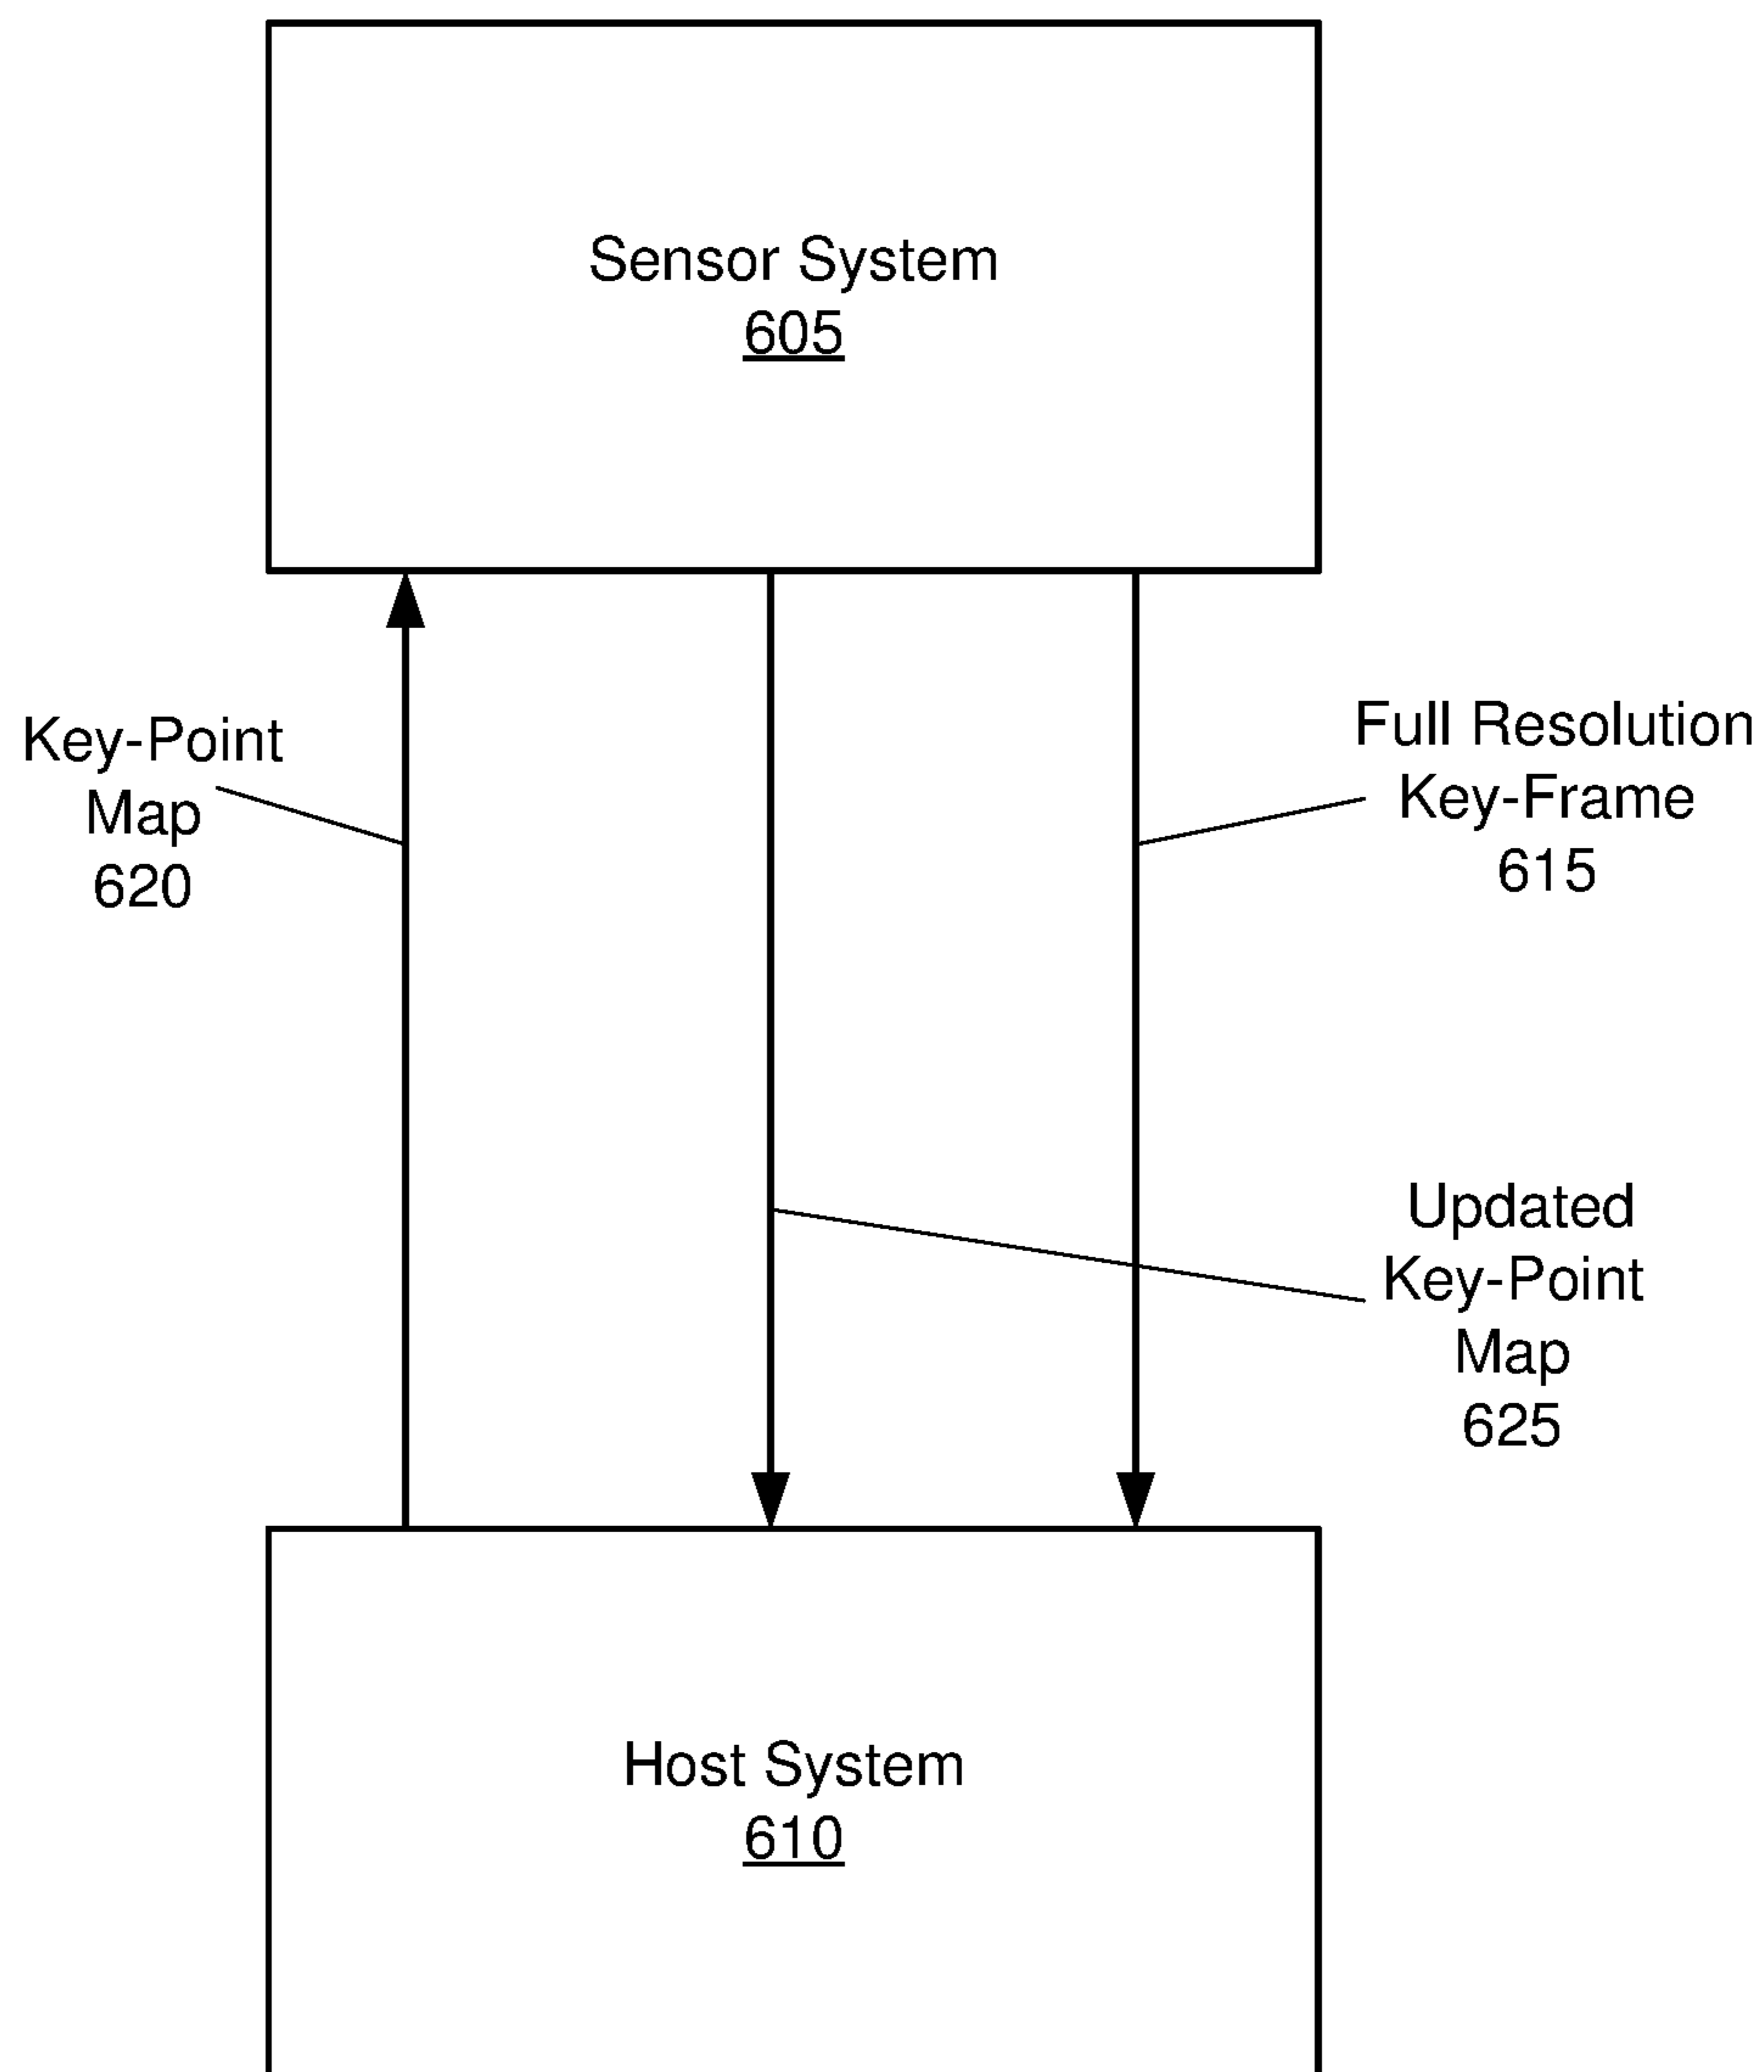 Sensor System
605
Key-Point
Map
620
Full Resolution
Key-Frame
615
Updated
Key-Point
Map
625
Host System
610